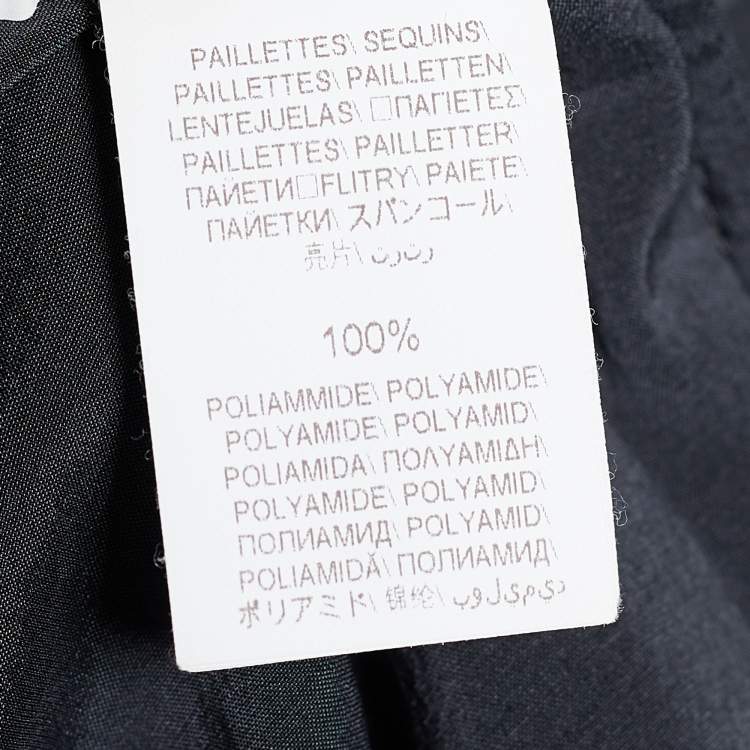 PAILLETTES\ SEQUINS\
PAILLETTES\ PAILLETTEN\
LENTEJUELAS\ □ΠΑΓΙΕΤΕΣ\
PAILLETTES\ PAILLETTER\
ПАЙЕТИ□FLITRY\ PAIETE\
ПАЙЕТКИ\ スパンコール\
亮片\ ترتر\
100%
POLIAMMIDE\ POLYAMIDE\
POLYAMIDE\ POLYAMID\
POLIAMIDA\ ΠΟΛΥΑΜΙΔΗ\
POLYAMIDE\ POLYAMID\
ПОЛИАМИД\ POLYAMID\
POLIAMIDĂ\ ПОЛИАМИД\
ポリアミド\ 锦纶\